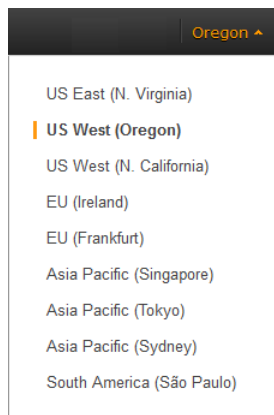 Oregon
US East (N. Virginia)
US West (Oregon)
US West (N. California)
EU (Ireland)
EU (Frankfurt)
Asia Pacific (Singapore)
Asia Pacific (Tokyo)
Asia Pacific (Sydney)
South America (São Paulo)